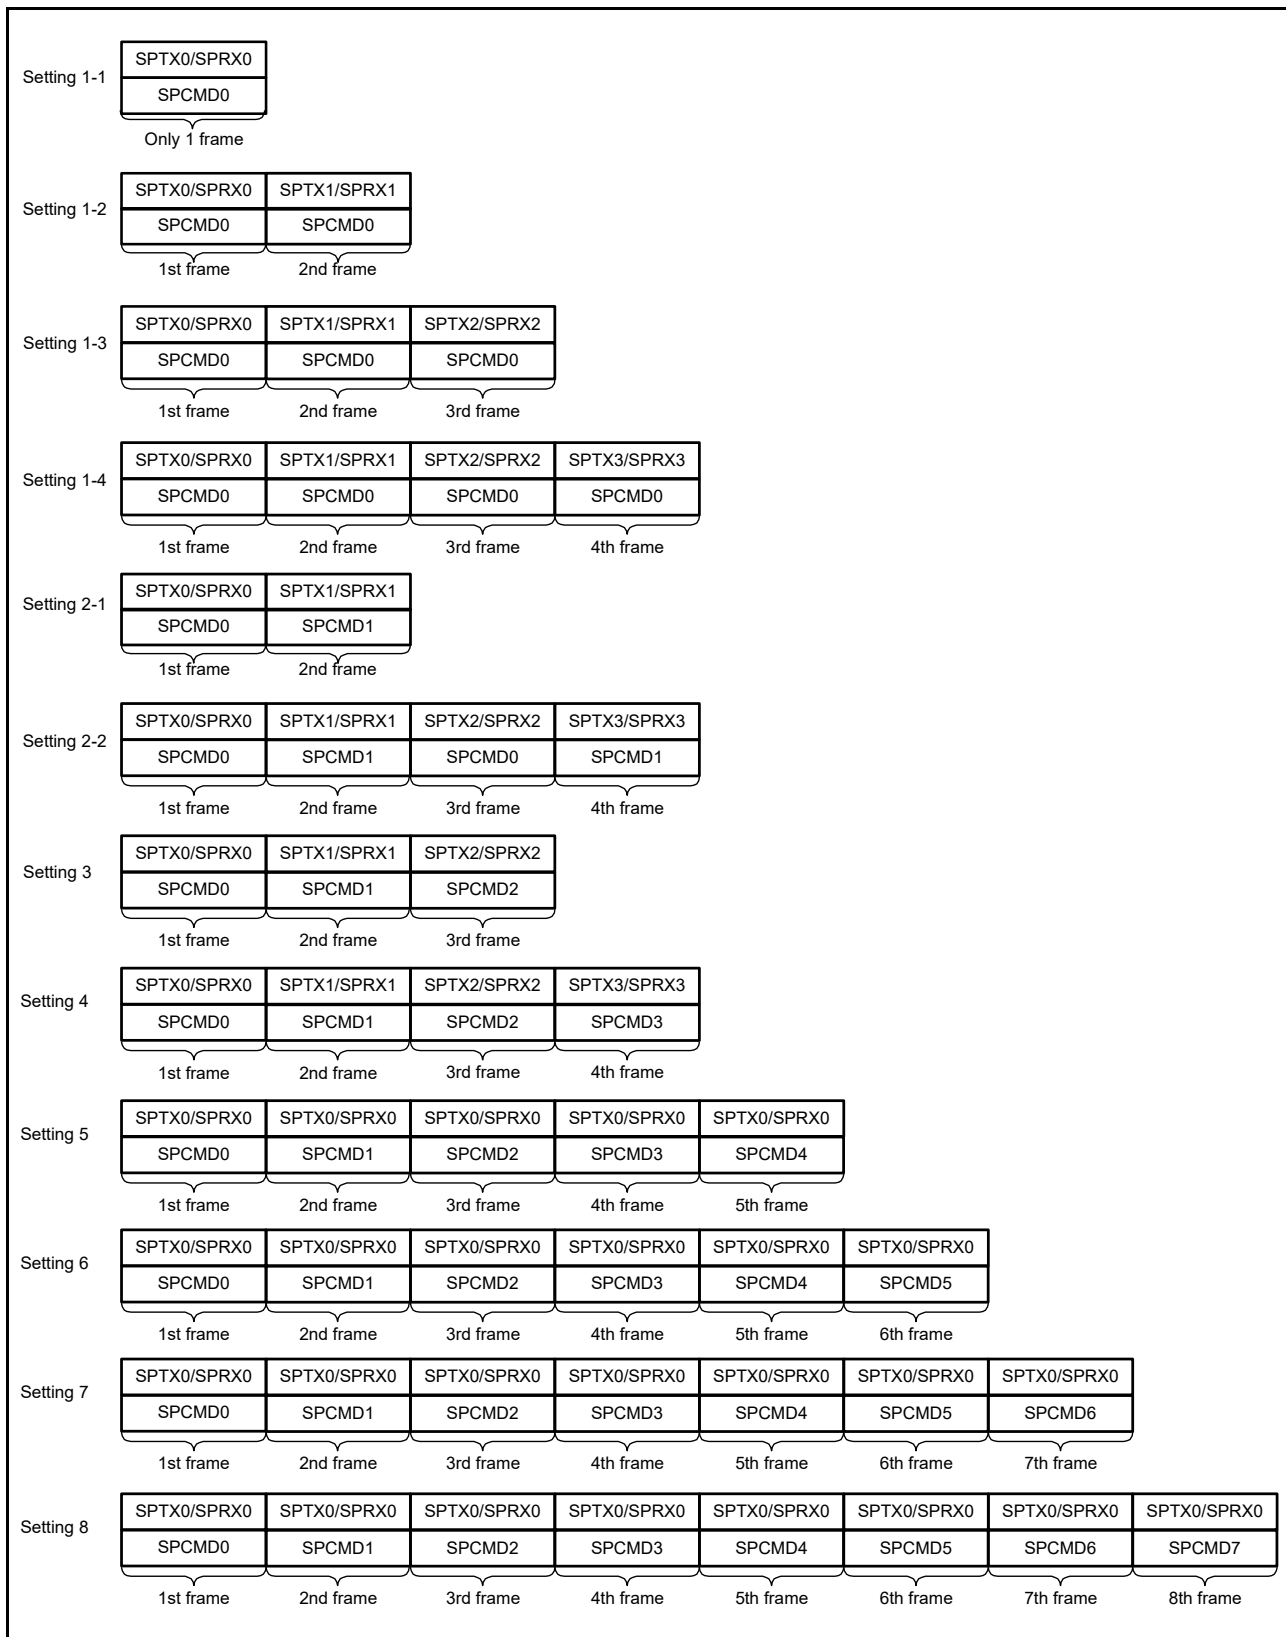 SPTX0/SPRX0
Setting 1-1
SPCMD0
Only 1 frame
SPTX0/SPRX0 SPTX1/SPRX1
Setting 1-2
SPCMD0 SPCMD0
1st frame 2nd frame
SPTX0/SPRX0 SPTX1/SPRX1 SPTX2/SPRX2
Setting 1-3
SPCMD0 SPCMD0 SPCMD0
1st frame 2nd frame 3rd frame
SPTX0/SPRX0 SPTX1/SPRX1 SPTX2/SPRX2 SPTX3/SPRX3
Setting 1-4
SPCMD0 SPCMD0 SPCMD0 SPCMD0
1st frame 2nd frame 3rd frame 4th frame
SPTX0/SPRX0 SPTX1/SPRX1
Setting 2-1
SPCMD0 SPCMD1
1st frame 2nd frame
SPTX0/SPRX0 SPTX1/SPRX1 SPTX2/SPRX2 SPTX3/SPRX3
Setting 2-2
SPCMD0 SPCMD1 SPCMD0 SPCMD1
1st frame 2nd frame 3rd frame 4th frame
SPTX0/SPRX0 SPTX1/SPRX1 SPTX2/SPRX2
Setting 3
SPCMD0 SPCMD1 SPCMD2
1st frame 2nd frame 3rd frame
SPTX0/SPRX0 SPTX1/SPRX1 SPTX2/SPRX2 SPTX3/SPRX3
Setting 4
SPCMD0 SPCMD1 SPCMD2 SPCMD3
1st frame 2nd frame 3rd frame 4th frame
SPTX0/SPRX0 SPTX0/SPRX0 SPTX0/SPRX0 SPTX0/SPRX0 SPTX0/SPRX0
Setting 5
SPCMD0 SPCMD1 SPCMD2 SPCMD3 SPCMD4
1st frame 2nd frame 3rd frame 4th frame 5th frame
SPTX0/SPRX0 SPTX0/SPRX0 SPTX0/SPRX0 SPTX0/SPRX0 SPTX0/SPRX0 SPTX0/SPRX0
Setting 6
SPCMD0 SPCMD1 SPCMD2 SPCMD3 SPCMD4 SPCMD5
1st frame 2nd frame 3rd frame 4th frame 5th frame 6th frame
SPTX0/SPRX0 SPTX0/SPRX0 SPTX0/SPRX0 SPTX0/SPRX0 SPTX0/SPRX0 SPTX0/SPRX0 SPTX0/SPRX0
Setting 7
SPCMD0 SPCMD1 SPCMD2 SPCMD3 SPCMD4 SPCMD5 SPCMD6
1st frame 2nd frame 3rd frame 4th frame 5th frame 6th frame 7th frame
SPTX0/SPRX0 SPTX0/SPRX0 SPTX0/SPRX0 SPTX0/SPRX0 SPTX0/SPRX0 SPTX0/SPRX0 SPTX0/SPRX0 SPTX0/SPRX0
Setting 8
SPCMD0 SPCMD1 SPCMD2 SPCMD3 SPCMD4 SPCMD5 SPCMD6 SPCMD7
1st frame 2nd frame 3rd frame 4th frame 5th frame 6th frame 7th frame 8th frame